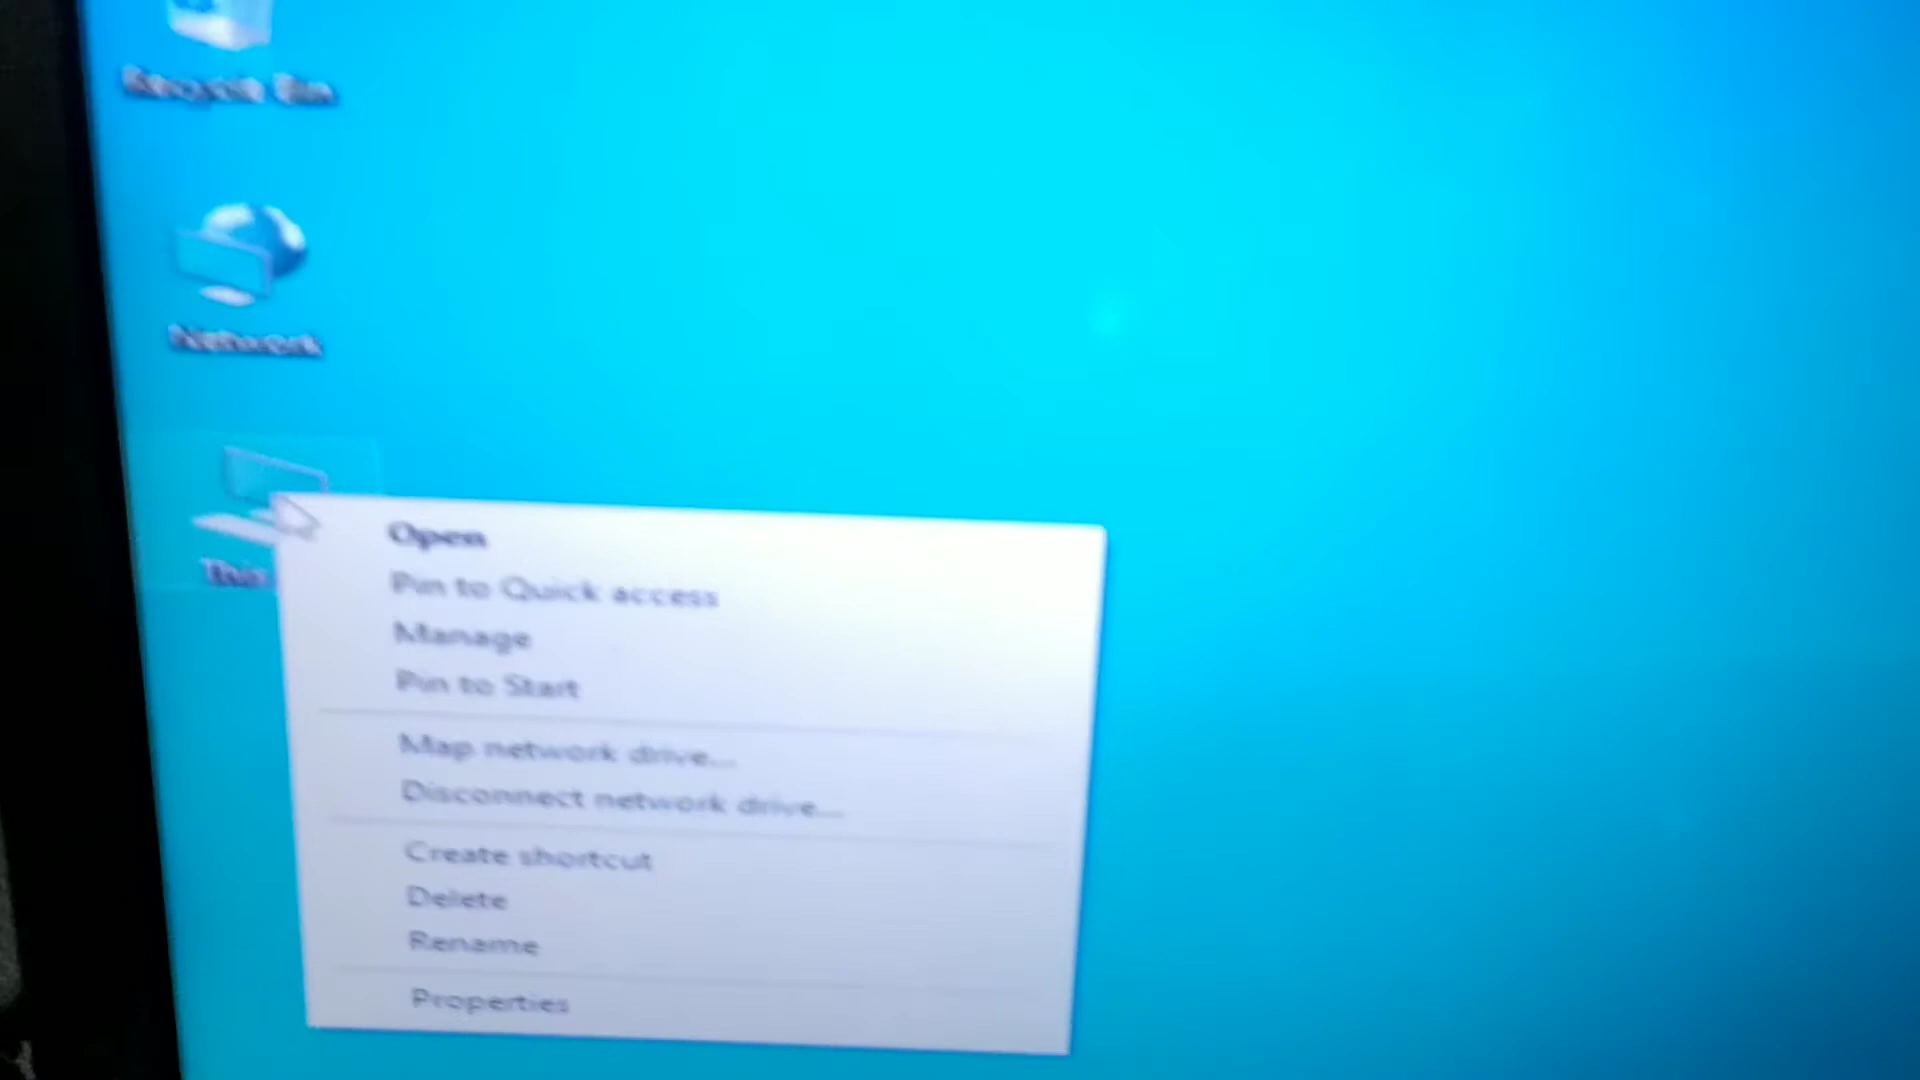 Recycle Bin
Network
This
Open
Pin to Quick access
Manage
Pin to Start
Map network drive...
Disconnect network drive...
Create shortcut
Delete
Rename
Properties